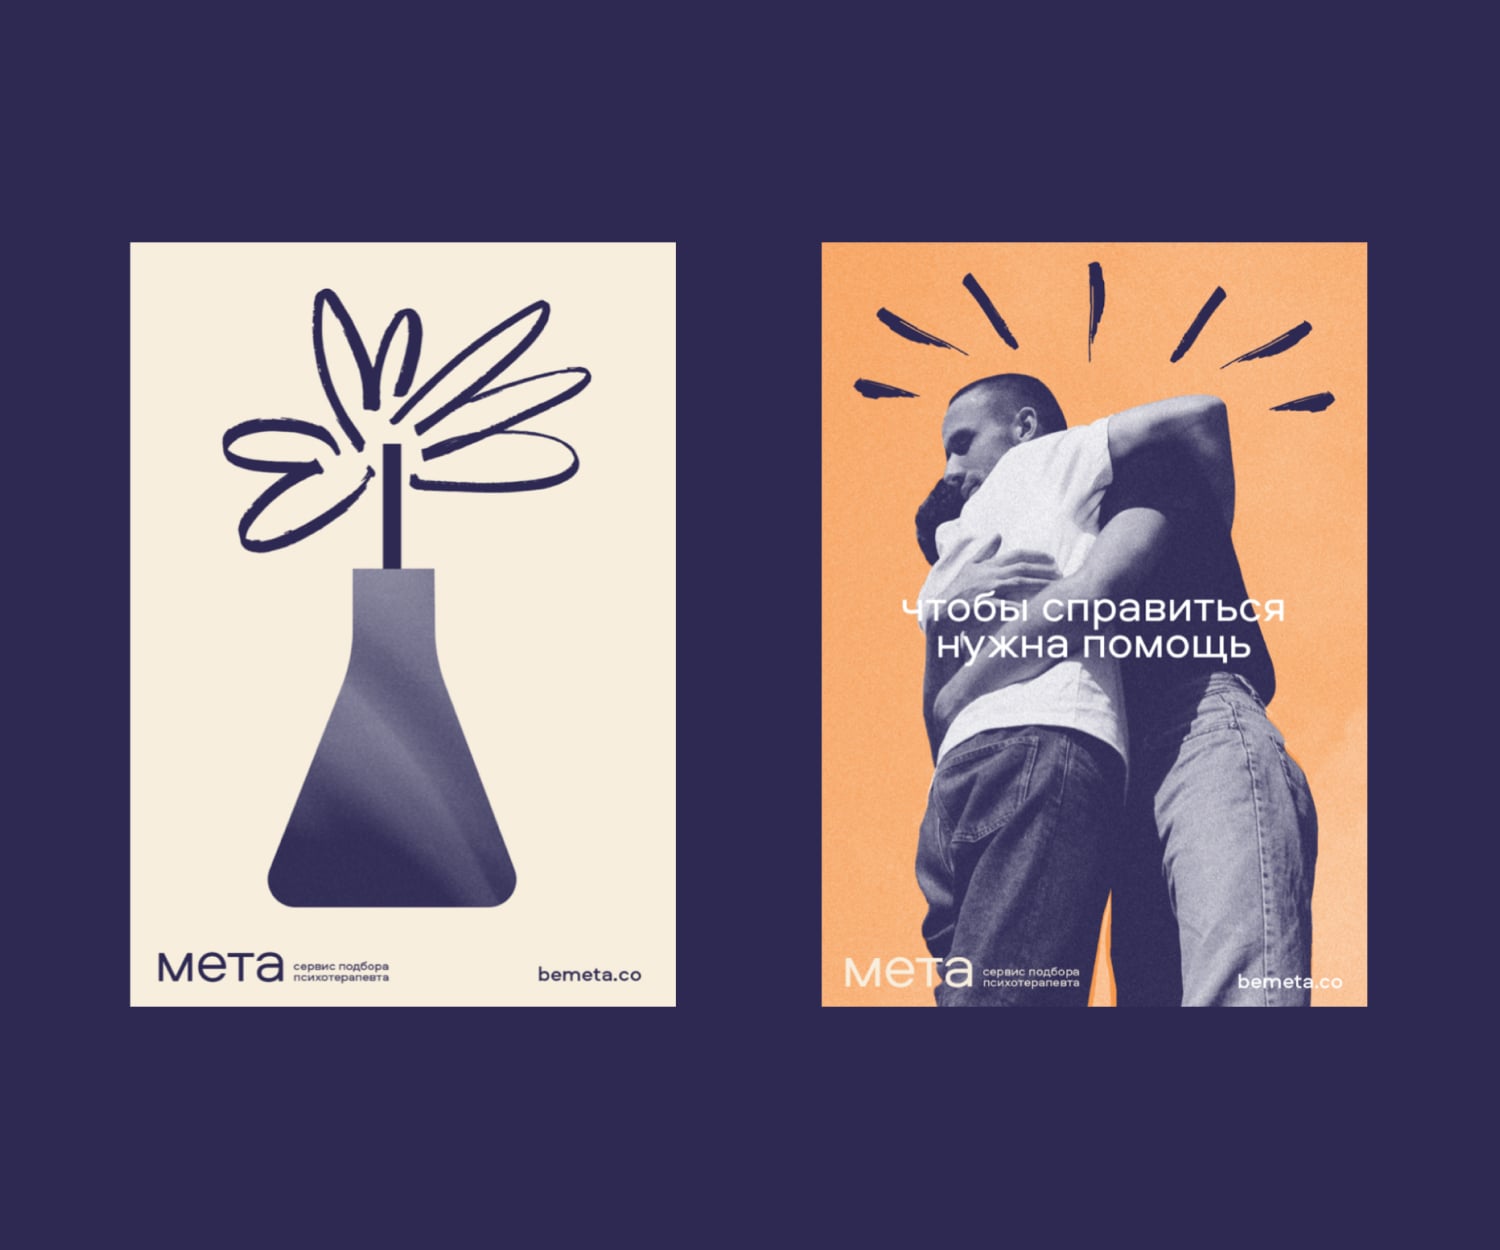 мета
сервис подбора
психотерапевта
bemeta.co
чтобы справиться
нужна помощь
мета
сервис подбора
психотерапевта
bemeta.co